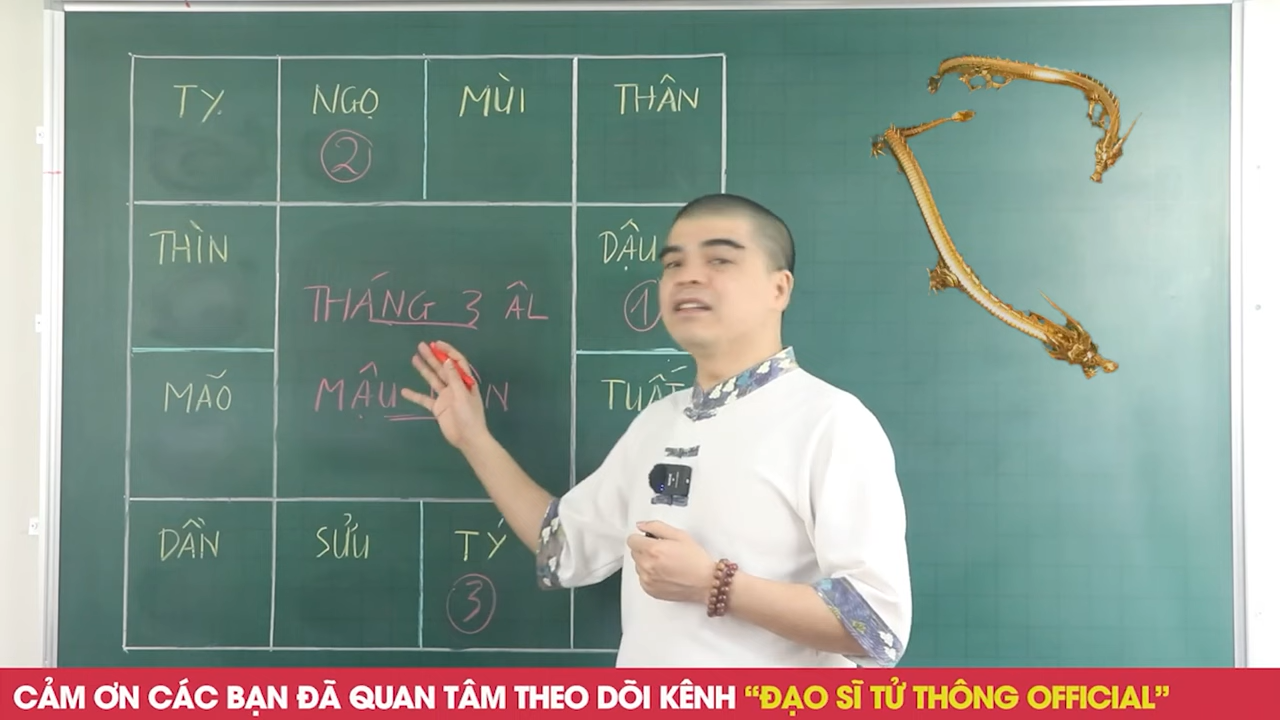 TỴ
NGỌ
MÙI
THÂN
②
THÌN
DẬU
①
THÁNG 3 ÂL
MÃO
MẬU
DẦN
SỬU
TÝ
③
CẢM ƠN CÁC BẠN ĐÃ QUAN TÂM THEO DÕI KÊNH “ĐẠO SĨ TỬ THÔNG OFFICIAL”